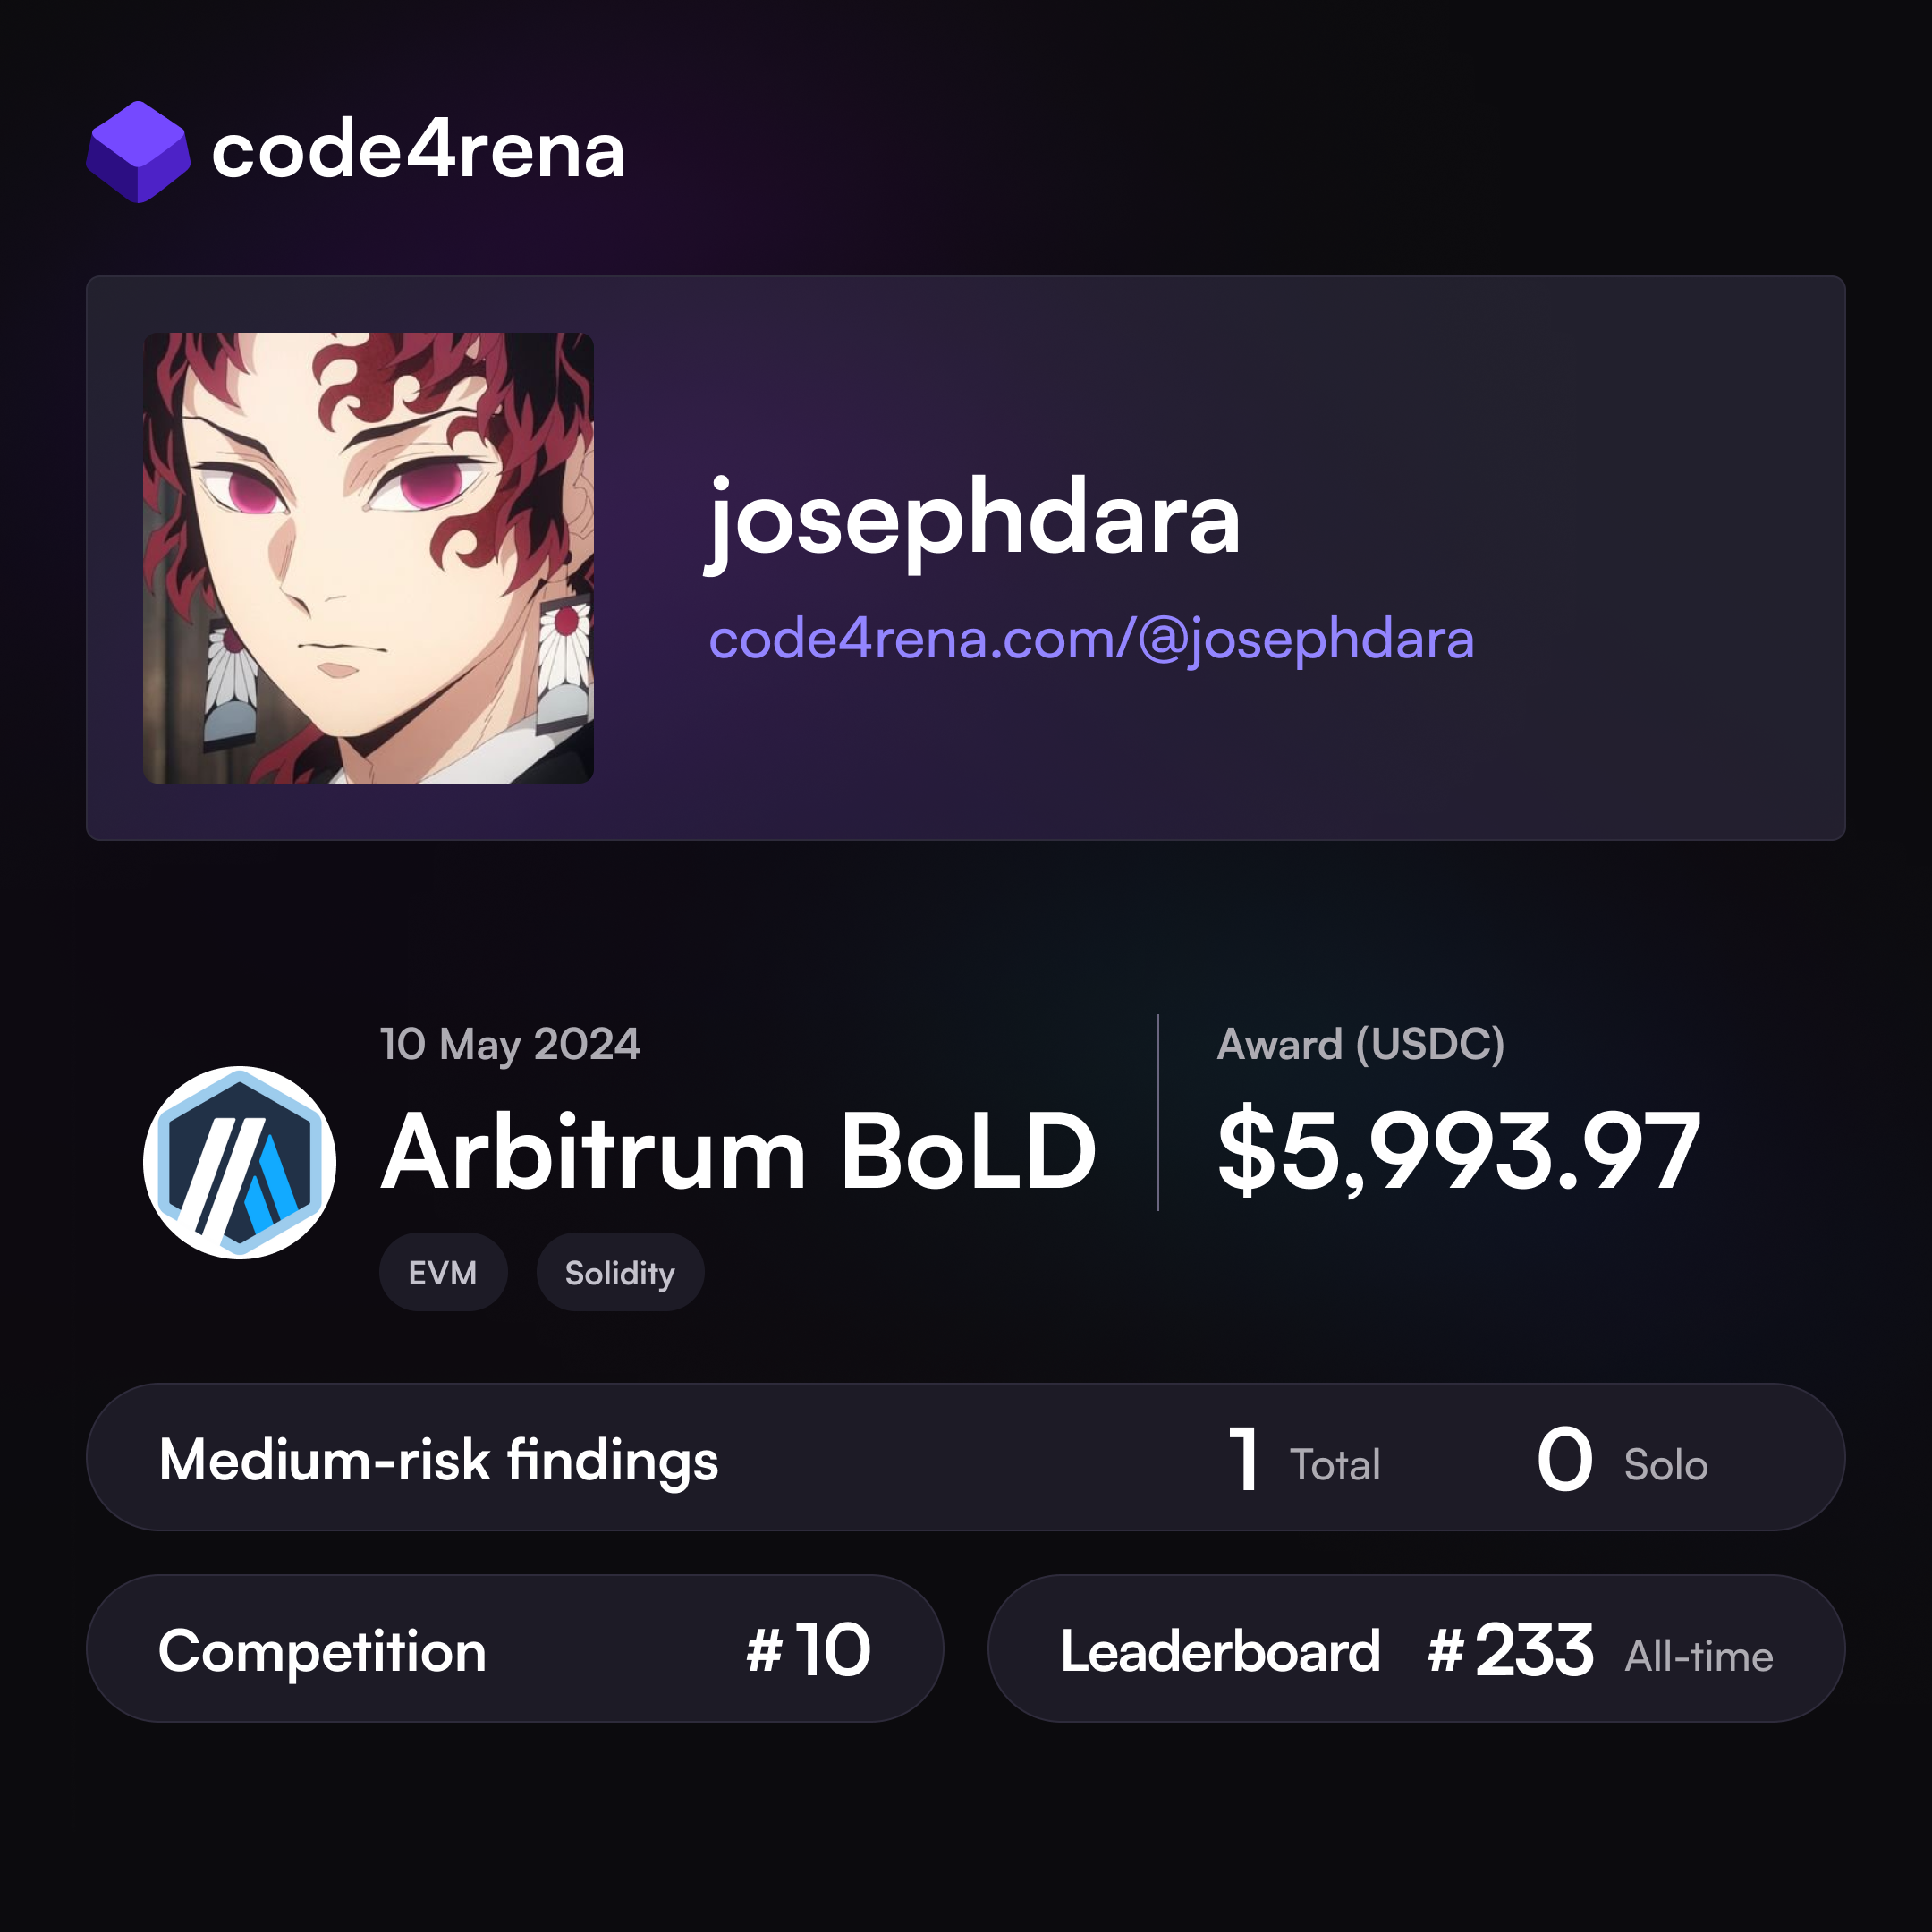 code4rena
josephdara
code4rena.com/@josephdara
10 May 2024
Arbitrum BoLD
EVM Solidity
Award (USDC)
$5,993.97
Medium-risk findings 1 Total 0 Solo
Competition #10
Leaderboard #233 All-time